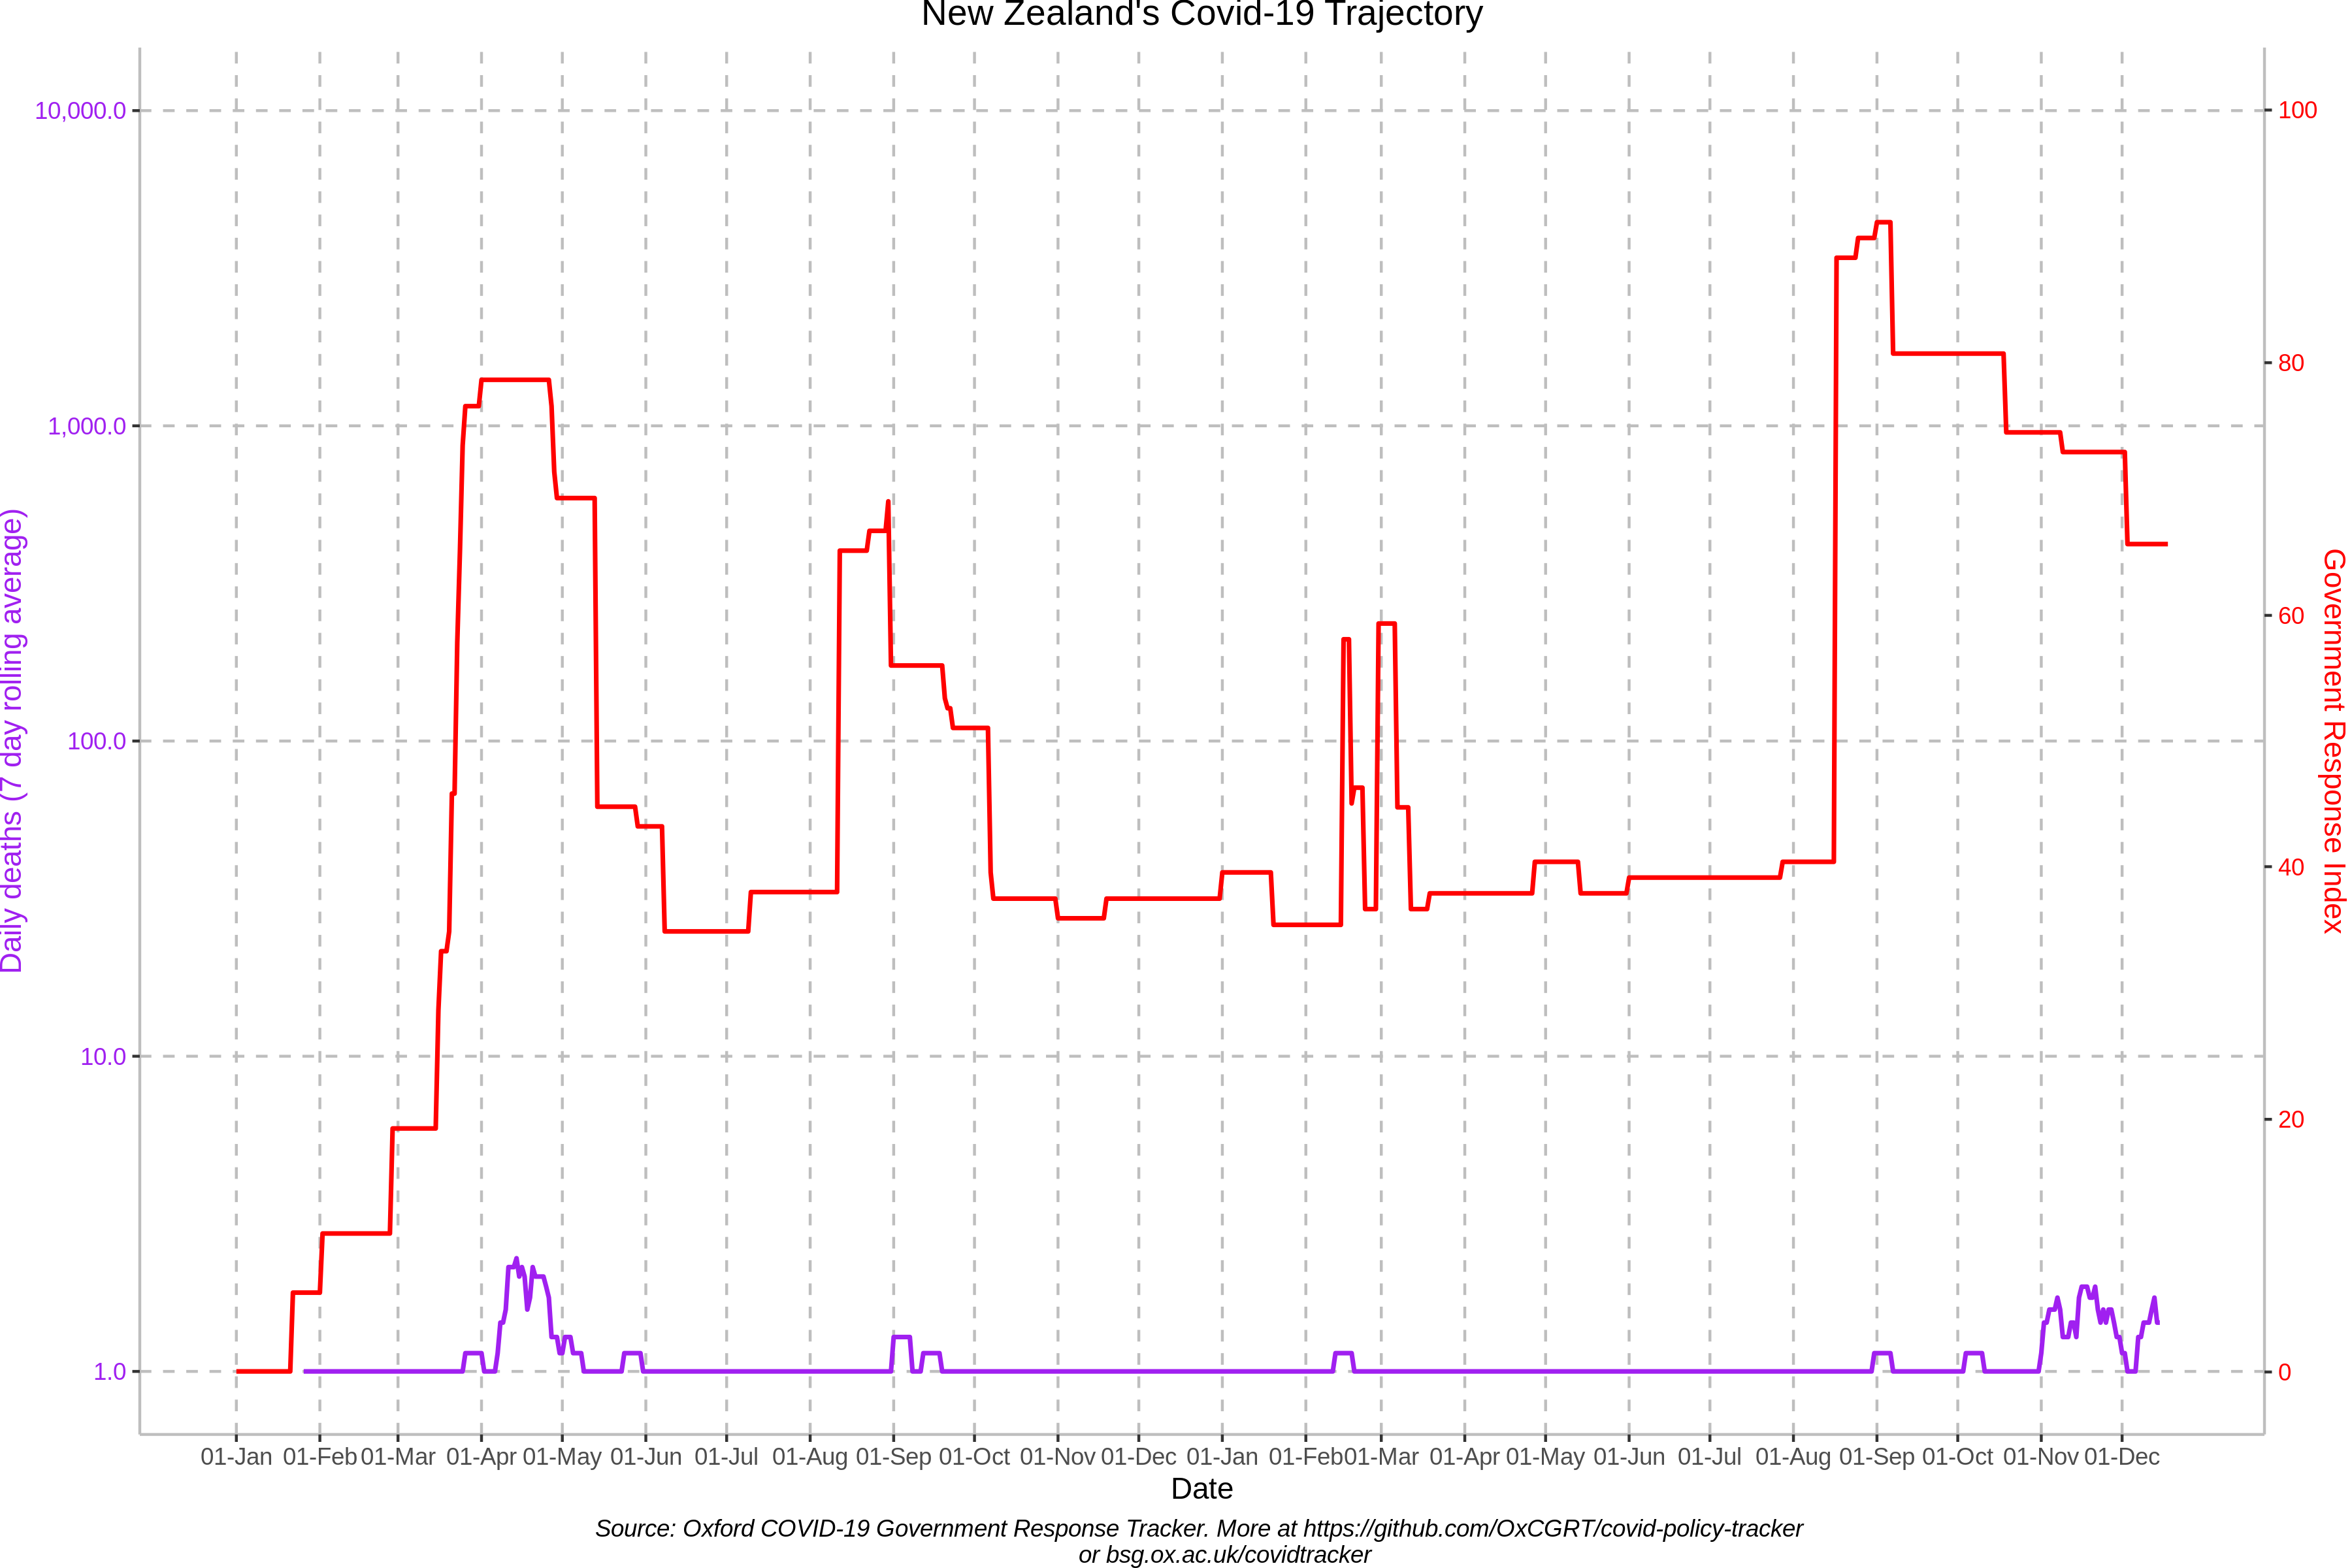 New Zealand's Covid-19 Trajectory
10,000.0
1,000.0
100.0
10.0
1.0
Daily deaths (7 day rolling average)
100
80
60
40
20
0
Government Response Index
01-Jan 01-Feb 01-Mar 01-Apr 01-May 01-Jun 01-Jul 01-Aug 01-Sep 01-Oct 01-Nov 01-Dec 01-Jan 01-Feb 01-Mar 01-Apr 01-May 01-Jun 01-Jul 01-Aug 01-Sep 01-Oct 01-Nov 01-Dec
Date
Source: Oxford COVID-19 Government Response Tracker. More at https://github.com/OxCGRT/covid-policy-tracker
or bsg.ox.ac.uk/covidtracker